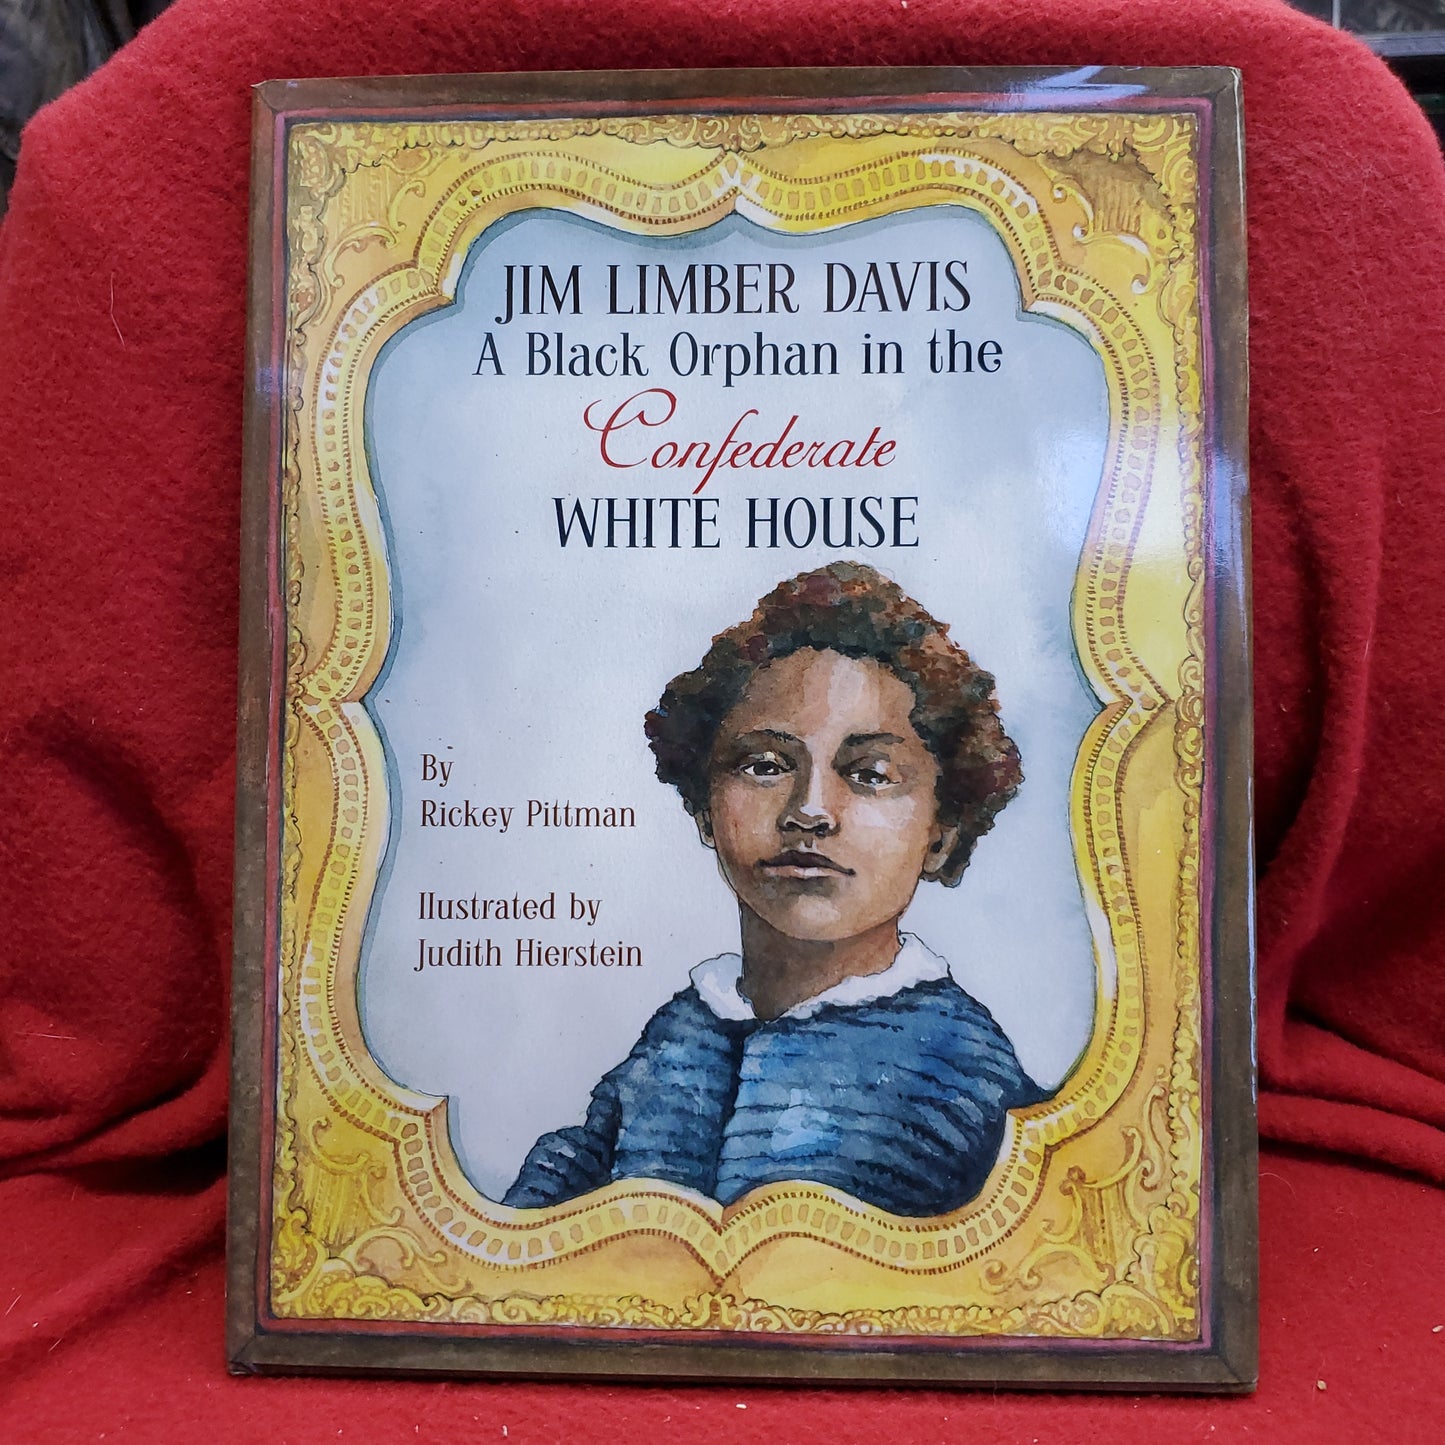 JIM LIMBER DAVIS
A Black Orphan in the
Confederate
WHITE HOUSE
By
Rickey Pittman
Illustrated by
Judith Hierstein